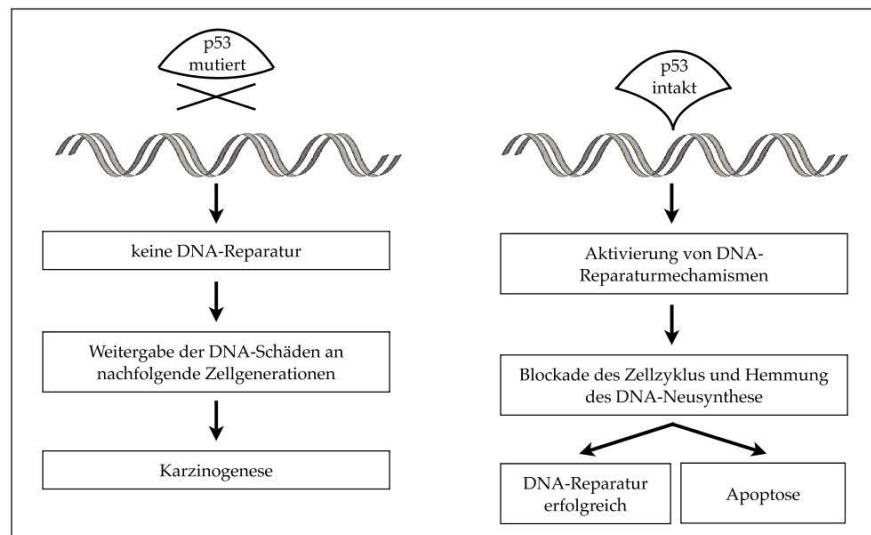 p53
mutiert
keine DNA-Reparatur
Weitergabe der DNA-Schäden an
nachfolgende Zellgenerationen
Karzinogenese
p53
intakt
Aktivierung von DNA-
Reparaturmechamismen
Blockade des Zellzyklus und Hemmung
des DNA-Neusynthese
DNA-Reparatur
erfolgreich
Apoptose